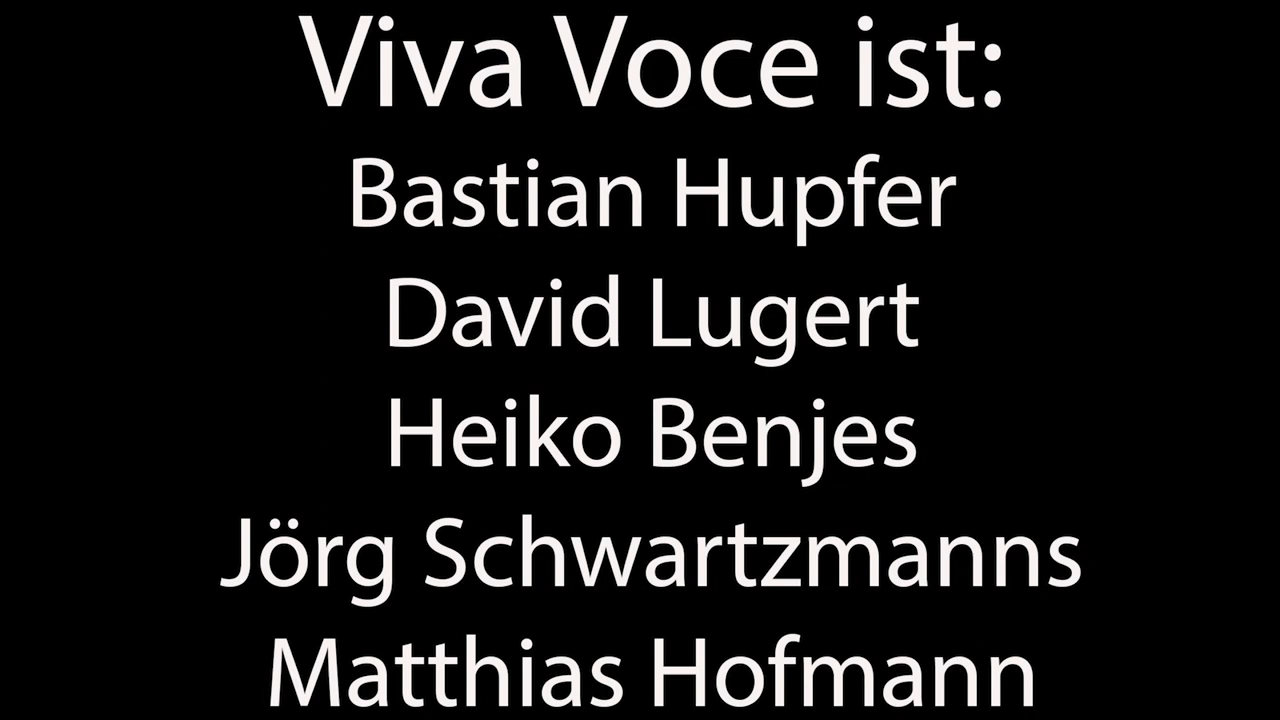 Viva Voce ist:
Bastian Hupfer
David Lugert
Heiko Benjes
Jörg Schwartzmanns
Matthias Hofmann